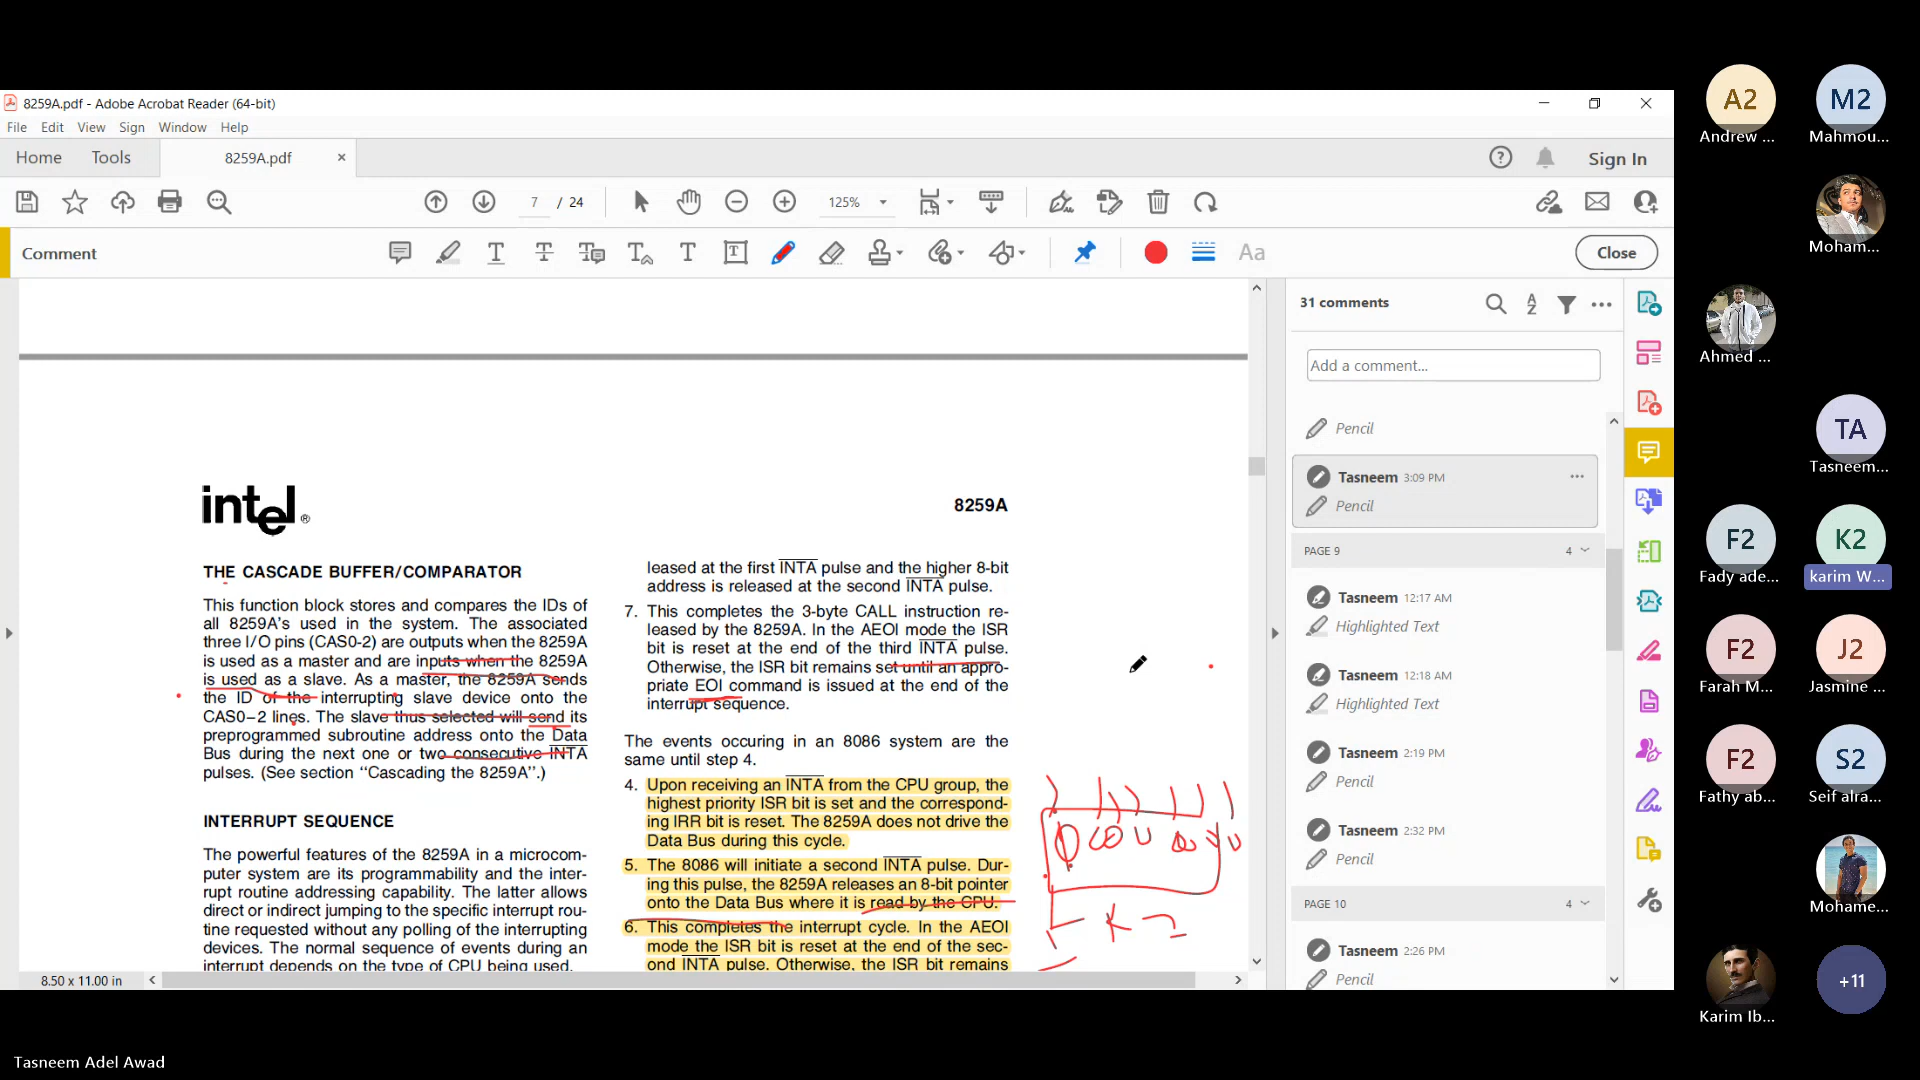 8259A.pdf - Adobe Acrobat Reader (64-bit)
File Edit View Sign Window Help
Home Tools 8259A.pdf Sign In
7 / 24 125%
Comment Close
intel®
8259A
THE CASCADE BUFFER/COMPARATOR
This function block stores and compares the IDs of
all 8259A's used in the system. The associated
three I/O pins (CAS0-2) are outputs when the 8259A
is used as a master and are inputs when the 8259A
is used as a slave. As a master, the 8259A sends
the ID of the interrupting slave device onto the
CAS0–2 lines. The slave thus selected will send its
preprogrammed subroutine address onto the Data
Bus during the next one or two consecutive INTA
pulses. (See section ‘‘Cascading the 8259A’’.)
INTERRUPT SEQUENCE
The powerful features of the 8259A in a microcom-
puter system are its programmability and the inter-
rupt routine addressing capability. The latter allows
direct or indirect jumping to the specific interrupt rou-
tine requested without any polling of the interrupting
devices. The normal sequence of events during an
interrupt depends on the type of CPU being used.
leased at the first INTA pulse and the higher 8-bit
address is released at the second INTA pulse.
7. This completes the 3-byte CALL instruction re-
leased by the 8259A. In the AEOI mode the ISR
bit is reset at the end of the third INTA pulse.
Otherwise, the ISR bit remains set until an appro-
priate EOI command is issued at the end of the
interrupt sequence.
The events occuring in an 8086 system are the
same until step 4.
4. Upon receiving an INTA from the CPU group, the
highest priority ISR bit is set and the correspond-
ing IRR bit is reset. The 8259A does not drive the
Data Bus during this cycle.
5. The 8086 will initiate a second INTA pulse. Dur-
ing this pulse, the 8259A releases an 8-bit pointer
onto the Data Bus where it is read by the CPU.
6. This completes the interrupt cycle. In the AEOI
mode the ISR bit is reset at the end of the sec-
ond INTA pulse. Otherwise, the ISR bit remains
8.50 x 11.00 in
31 comments
Add a comment...
Pencil
Tasneem 3:09 PM
Pencil
PAGE 9 4
Tasneem 12:17 AM
Highlighted Text
Tasneem 12:18 AM
Highlighted Text
Tasneem 2:19 PM
Pencil
Tasneem 2:32 PM
Pencil
PAGE 10 4
Tasneem 2:26 PM
Pencil
A2 M2
Andrew ... Mahmou...
Moham...
Ahmed ...
TA
Tasneem...
F2 K2
Fady ade... karim W...
F2 J2
Farah M... Jasmine ...
F2 S2
Fathy ab... Seif alra...
Mohame...
+11
Karim Ib...
Tasneem Adel Awad